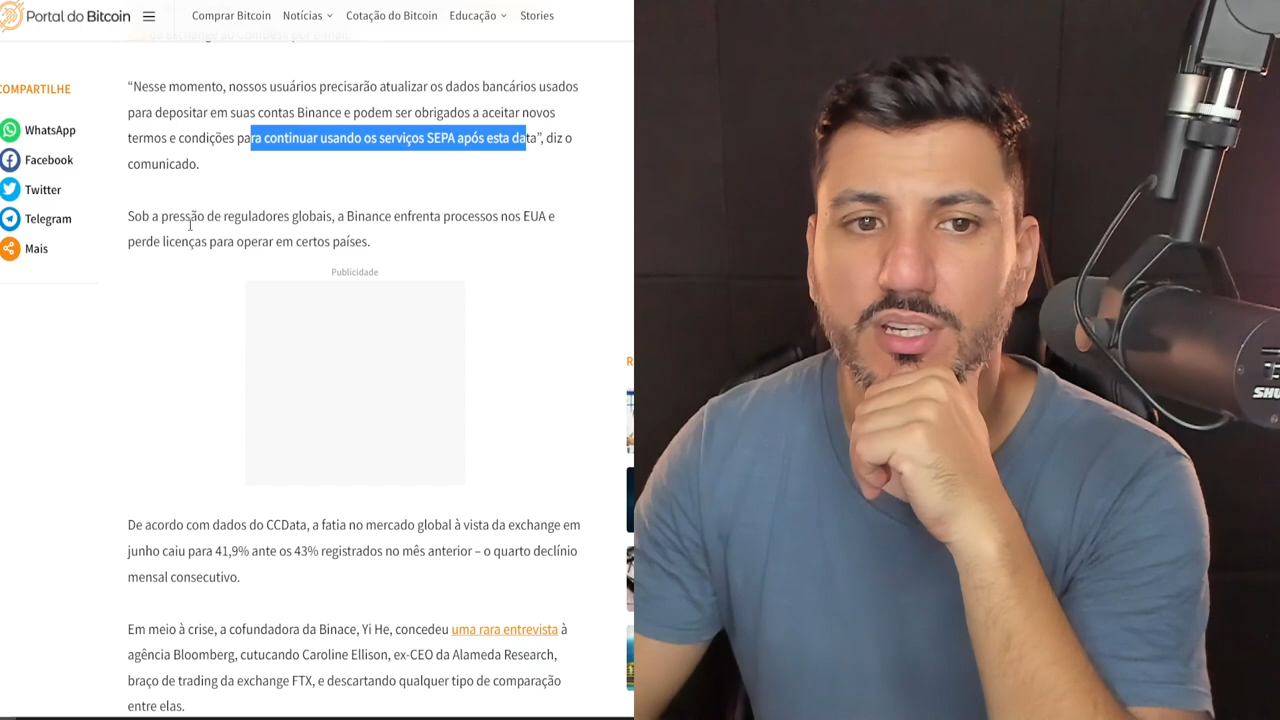 Portal do Bitcoin
Comprar Bitcoin Notícias Cotação do Bitcoin Educação Stories
da Exchange ao CoinDesk por e-mail.
COMPARTILHE
WhatsApp
Facebook
Twitter
Telegram
Mais
“Nesse momento, nossos usuários precisarão atualizar os dados bancários usados
para depositar em suas contas Binance e podem ser obrigados a aceitar novos
termos e condições para continuar usando os serviços SEPA após esta data”, diz o
comunicado.
Sob a pressão de reguladores globais, a Binance enfrenta processos nos EUA e
perde licenças para operar em certos países.
Publicidade
De acordo com dados do CCData, a fatia no mercado global à vista da exchange em
junho caiu para 41,9% ante os 43% registrados no mês anterior – o quarto declínio
mensal consecutivo.
Em meio à crise, a cofundadora da Binace, Yi He, concedeu uma rara entrevista à
agência Bloomberg, cutucando Caroline Ellison, ex-CEO da Alameda Research,
braço de trading da exchange FTX, e descartando qualquer tipo de comparação
entre elas.
R
SHU